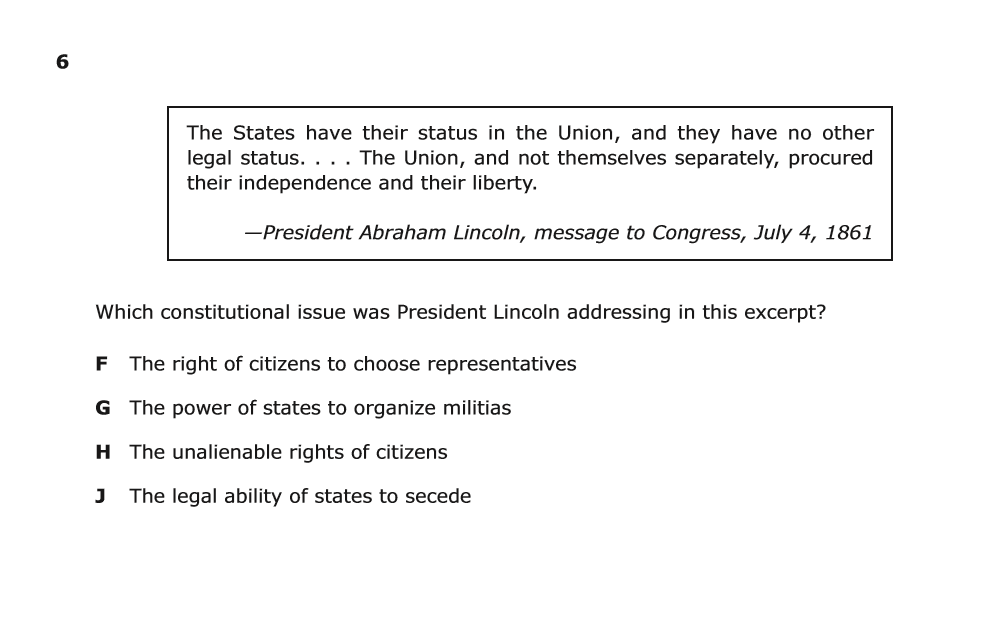 6
The States have their status in the Union, and they have no other
legal status. . . . The Union, and not themselves separately, procured
their independence and their liberty.
—President Abraham Lincoln, message to Congress, July 4, 1861
Which constitutional issue was President Lincoln addressing in this excerpt?
F The right of citizens to choose representatives
G The power of states to organize militias
H The unalienable rights of citizens
J The legal ability of states to secede